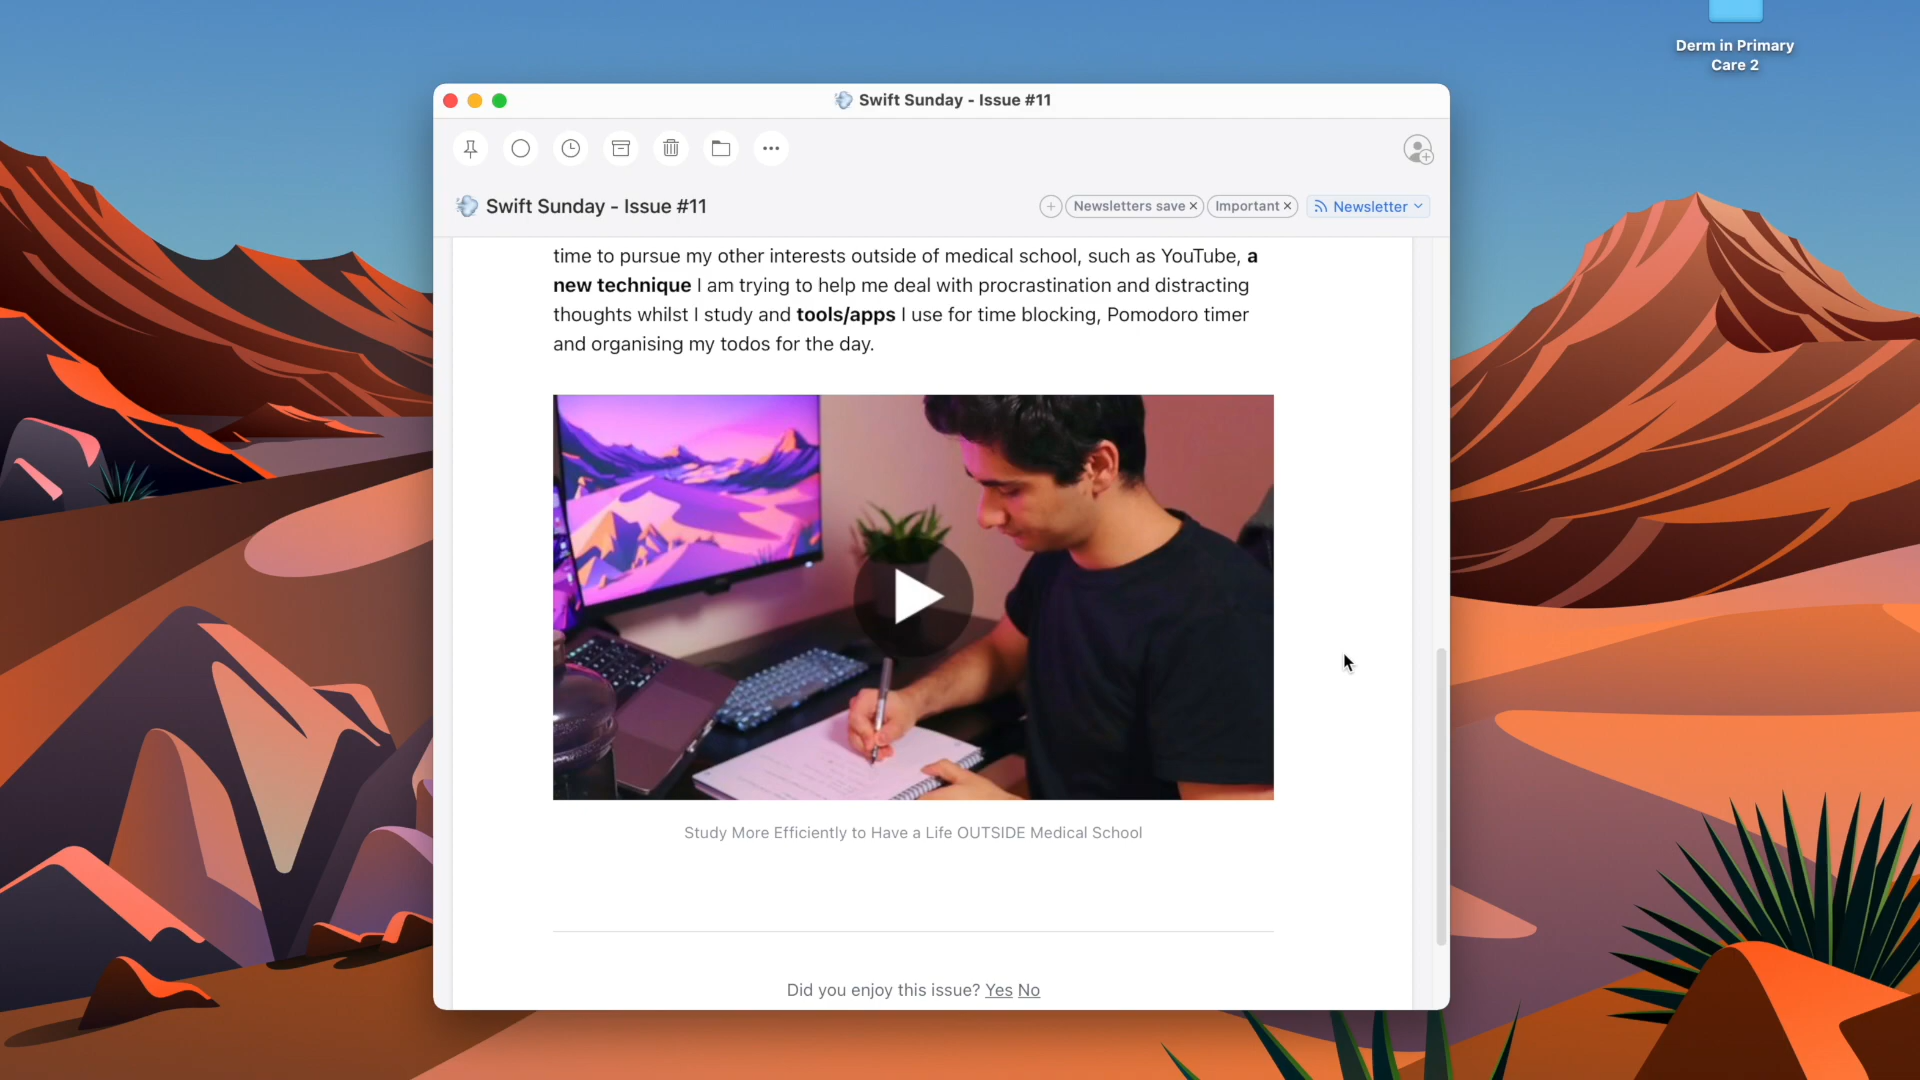 Derm in Primary
Care 2
Swift Sunday - Issue #11
Swift Sunday - Issue #11
Newsletters save
Important
Newsletter
time to pursue my other interests outside of medical school, such as YouTube, a
new technique I am trying to help me deal with procrastination and distracting
thoughts whilst I study and tools/apps I use for time blocking, Pomodoro timer
and organising my todos for the day.
Study More Efficiently to Have a Life OUTSIDE Medical School
Did you enjoy this issue? Yes No